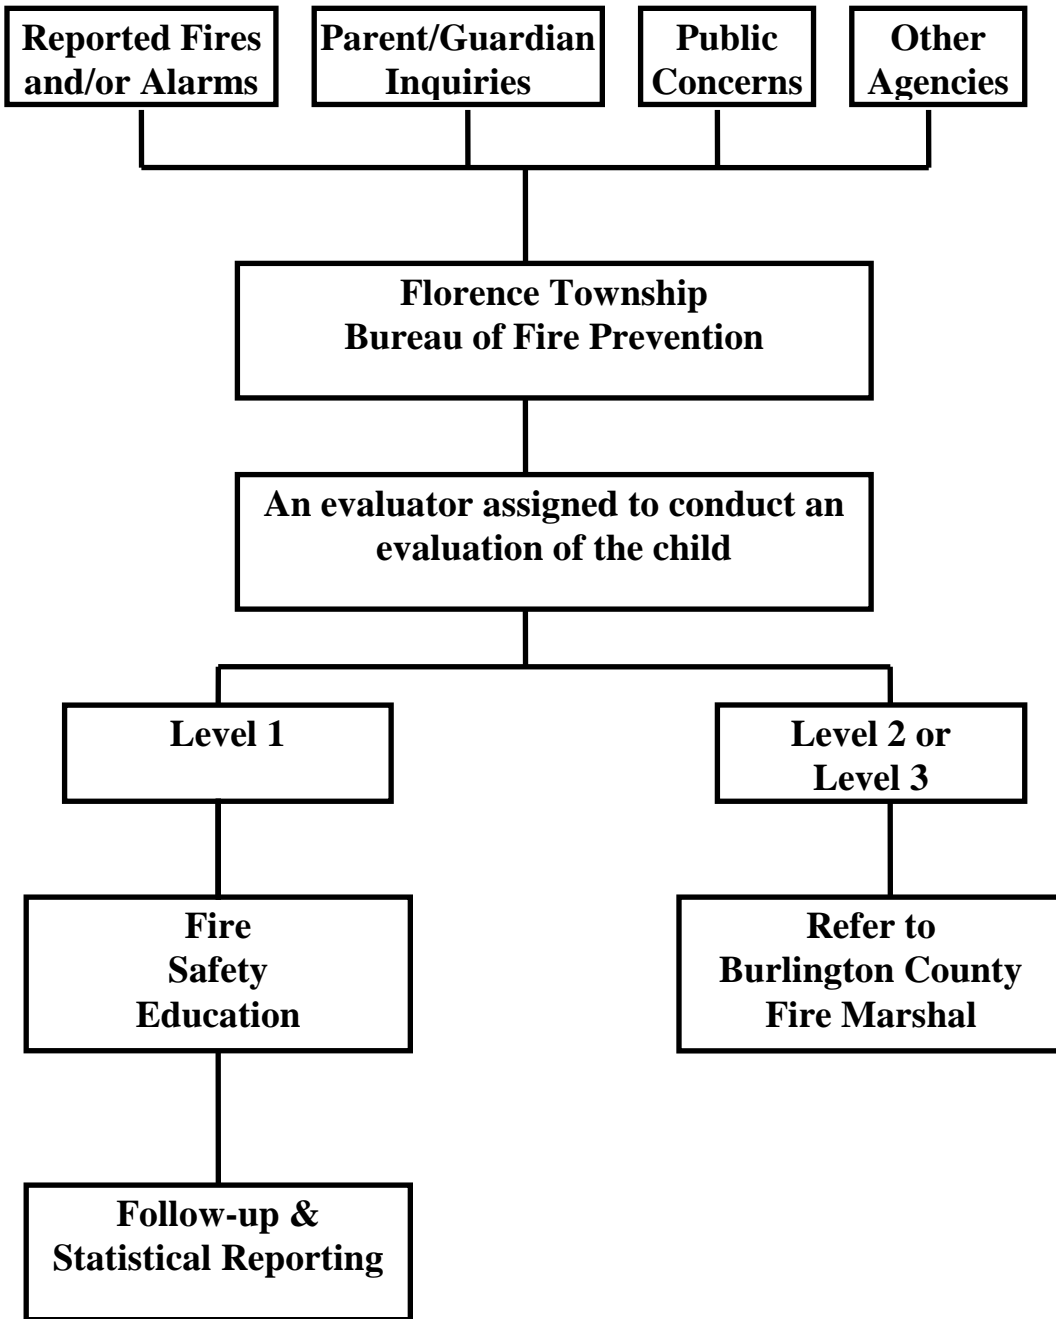 Reported Fires
and/or Alarms
Parent/Guardian
Inquiries
Public
Concerns
Other
Agencies
Florence Township
Bureau of Fire Prevention
An evaluator assigned to conduct an
evaluation of the child
Level 1
Level 2 or
Level 3
Fire
Safety
Education
Refer to
Burlington County
Fire Marshal
Follow-up &
Statistical Reporting